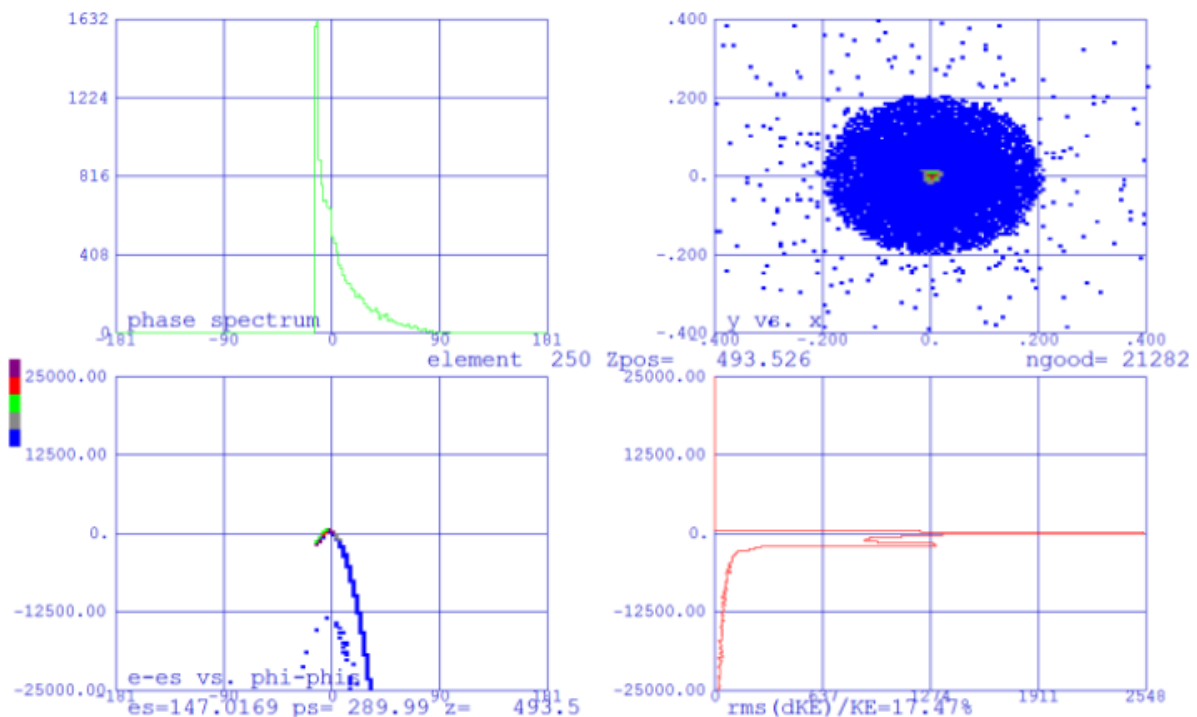 1632
1224
816
408
0
phase spectrum
-181 -90 0 90 181
.400
.200
0.
-.200
-.400
y vs. x
-.400 -.200 0. .200 .400
element 250 Zpos= 493.526 ngood= 21282
25000.00
12500.00
0.
-12500.00
-25000.00
e-es vs. phi-phis
-181 -90 0 90 181
es=147.0169 ps= 289.99 z= 493.5
25000.00
12500.00
0.
-12500.00
-25000.00
0 637 1274 1911 2548
rms(dKE)/KE=17.47%